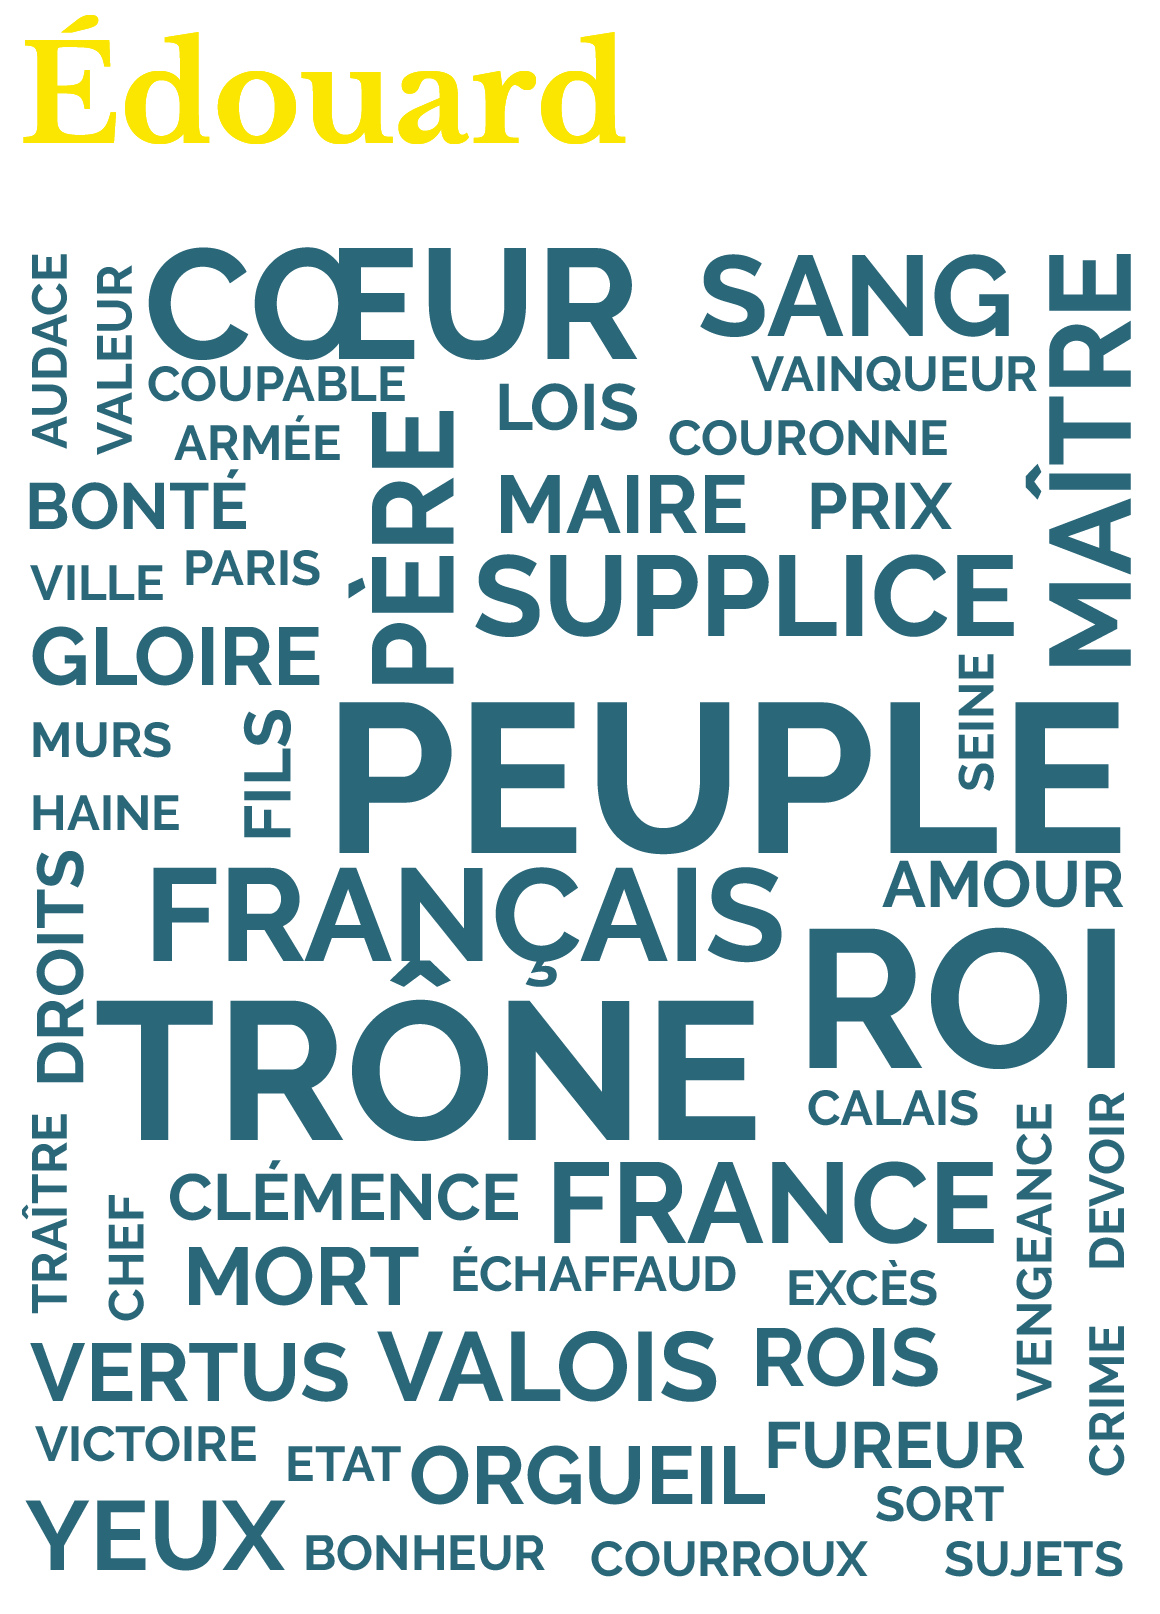 Édouard
AUDACE
VALEUR
CŒUR
SANG
MAÎTRE
COUPABLE
VAINQUEUR
LOIS
ARMÉE
PÈRE
COURONNE
BONTÉ
MAIRE
PRIX
VILLE
PARIS
SUPPLICE
GLOIRE
SEINE
MURS
FILS
PEUPLE
HAINE
DROITS
FRANÇAIS
AMOUR
ROI
TRÔNE
CALAIS
TRAÎTRE
CHEF
CLÉMENCE
FRANCE
VENGEANCE
DEVOIR
MORT
ÉCHAFFAUD
EXCÈS
VERTUS
VALOIS
ROIS
CRIME
VICTOIRE
ETAT
ORGUEIL
FUREUR
YEUX
SORT
BONHEUR
COURROUX
SUJETS